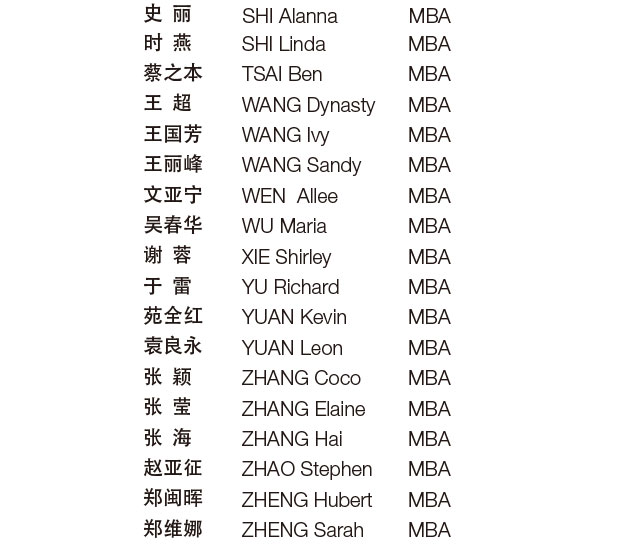 史 丽 SHI Alanna MBA
时 燕 SHI Linda MBA
蔡之本 TSAI Ben MBA
王 超 WANG Dynasty MBA
王国芳 WANG Ivy MBA
王丽峰 WANG Sandy MBA
文亚宁 WEN Allee MBA
吴春华 WU Maria MBA
谢 蓉 XIE Shirley MBA
于 雷 YU Richard MBA
苑全红 YUAN Kevin MBA
袁良永 YUAN Leon MBA
张 颖 ZHANG Coco MBA
张 莹 ZHANG Elaine MBA
张 海 ZHANG Hai MBA
赵亚征 ZHAO Stephen MBA
郑闽晖 ZHENG Hubert MBA
郑维娜 ZHENG Sarah MBA